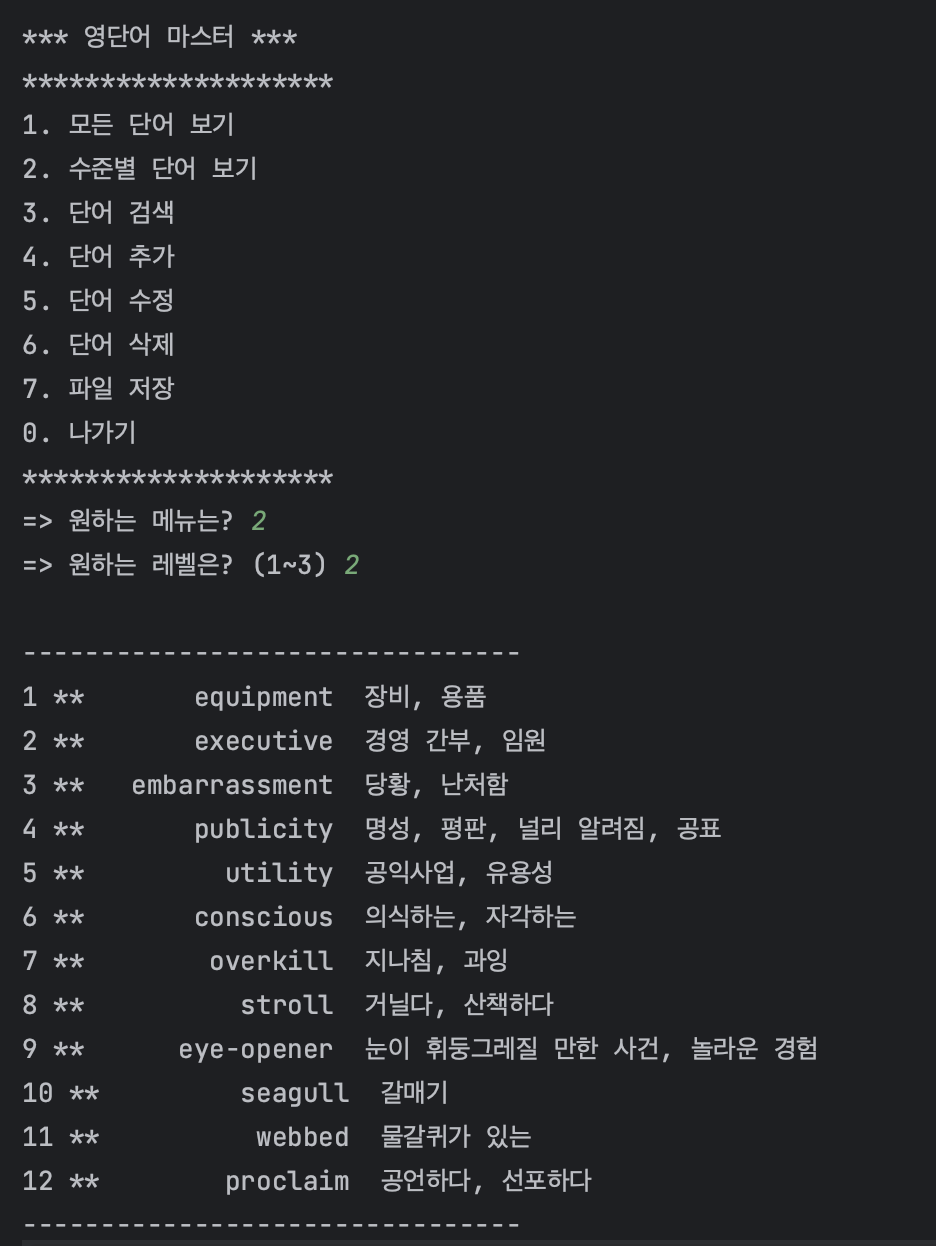 *** 영단어 마스터 ***
********************
1. 모든 단어 보기
2. 수준별 단어 보기
3. 단어 검색
4. 단어 추가
5. 단어 수정
6. 단어 삭제
7. 파일 저장
0. 나가기
********************
=> 원하는 메뉴는? 2
=> 원하는 레벨은? (1~3) 2
--------------------------------
1 **       equipment  장비, 용품
2 **       executive  경영 간부, 임원
3 **   embarrassment  당황, 난처함
4 **       publicity  명성, 평판, 널리 알려짐, 공표
5 **         utility  공익사업, 유용성
6 **       conscious  의식하는, 자각하는
7 **        overkill  지나침, 과잉
8 **          stroll  거닐다, 산책하다
9 **      eye-opener  눈이 휘둥그레질 만한 사건, 놀라운 경험
10 **         seagull  갈매기
11 **          webbed  물갈퀴가 있는
12 **        proclaim  공언하다, 선포하다
--------------------------------